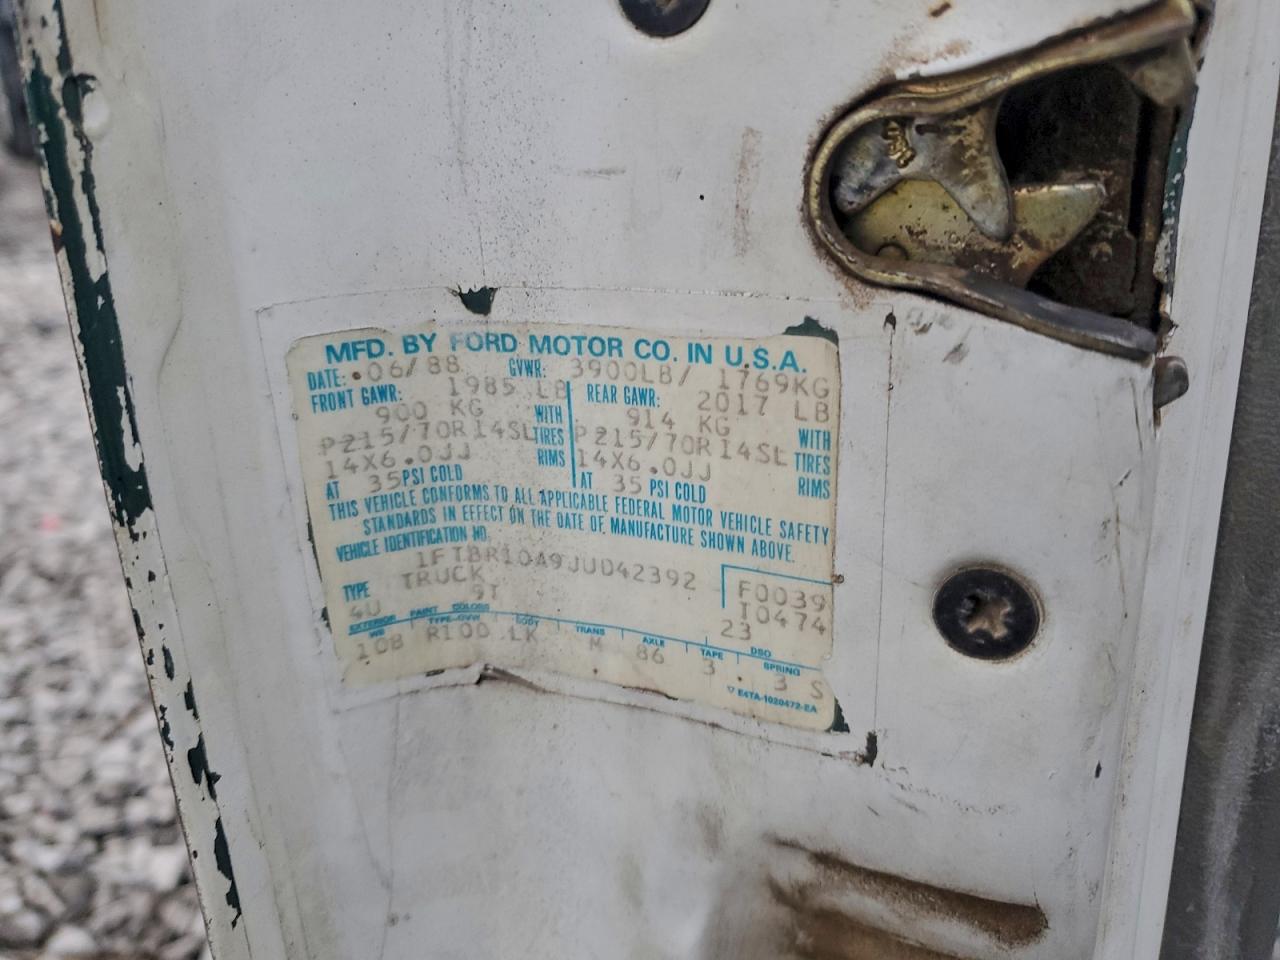 MFD. BY FORD MOTOR CO. IN U.S.A.
DATE: 06/88 GVWR: 3900LB/ 1769KG
FRONT GAWR: 1985 LB REAR GAWR: 2017 LB
900 KG WITH 914 KG WITH
P215/70R14SL TIRES P215/70R14SL TIRES
14X6.0JJ RIMS 14X6.0JJ RIMS
AT 35 PSI COLD AT 35 PSI COLD
THIS VEHICLE CONFORMS TO ALL APPLICABLE FEDERAL MOTOR VEHICLE SAFETY
STANDARDS IN EFFECT ON THE DATE OF MANUFACTURE SHOWN ABOVE.
VEHICLE IDENTIFICATION NO.
1FTBR10A9JUD42392
TYPE TRUCK F0039
4U 9T I0474
23
EXTERIOR PAINT COLORS DSO
WB TYPE-GVW BODY TRANS AXLE TAPE SPRING
108 R100 LK M 86 3 . 3 S
▽ E4TA-1020472-EA